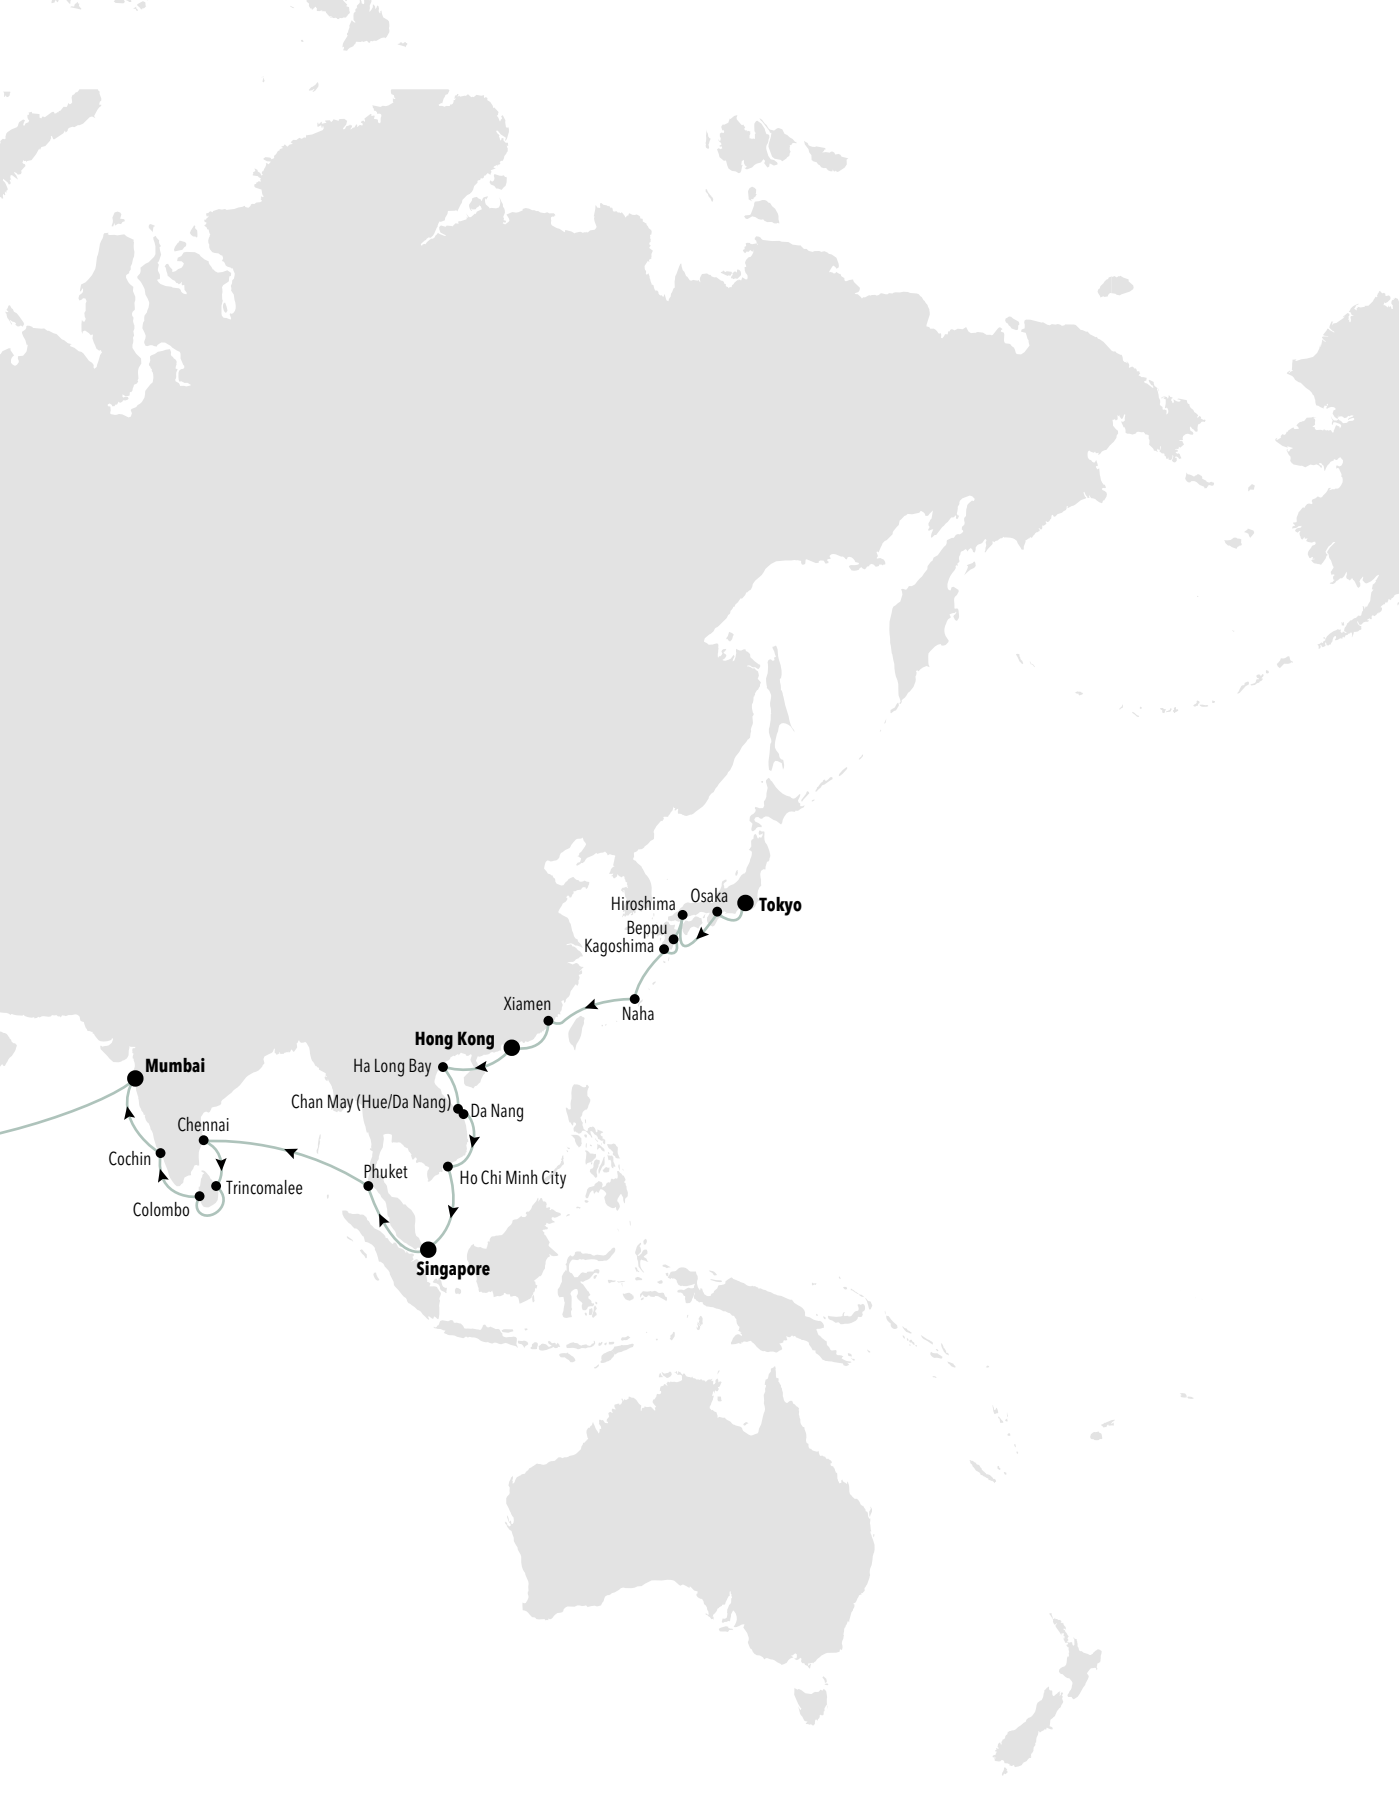 Osaka
Hiroshima
Tokyo
Beppu
Kagoshima
Xiamen
Naha
Hong Kong
Mumbai
Ha Long Bay
Chan May (Hue/Da Nang)
Da Nang
Chennai
Cochin
Phuket
Ho Chi Minh City
Trincomalee
Colombo
Singapore